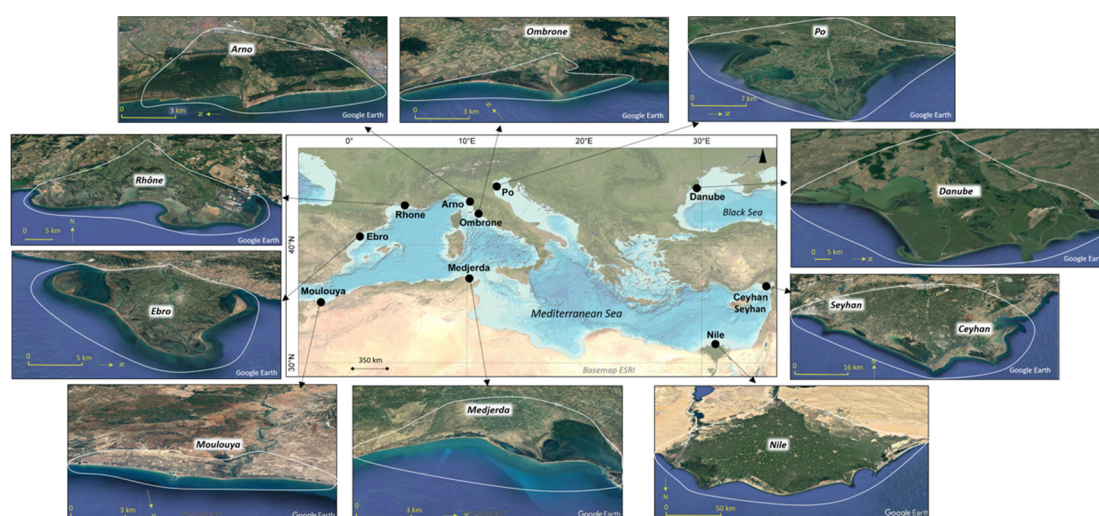 Arno
0
3 km
N
Google Earth
Ombrone
0
3 km
N
Google Earth
Po
0
7 km
N
Google Earth
Rhône
0
5 km
N
Google Earth
Ebro
0
5 km
N
Google Earth
0°
10°E
20°E
30°E
40°N
30°N
Po
Arno
Rhone
Ombrone
Ebro
Danube
Black Sea
Medjerda
Moulouya
Ceyhan
Seyhan
Mediterranean Sea
Nile
350 km
Basemap ESRI
Danube
0
5 km
N
Google Earth
Seyhan
Ceyhan
0
16 km
N
Google Earth
Moulouya
0
3 km
N
Google Earth
Medjerda
0
3 km
N
Google Earth
Nile
N
0
50 km
Google Earth